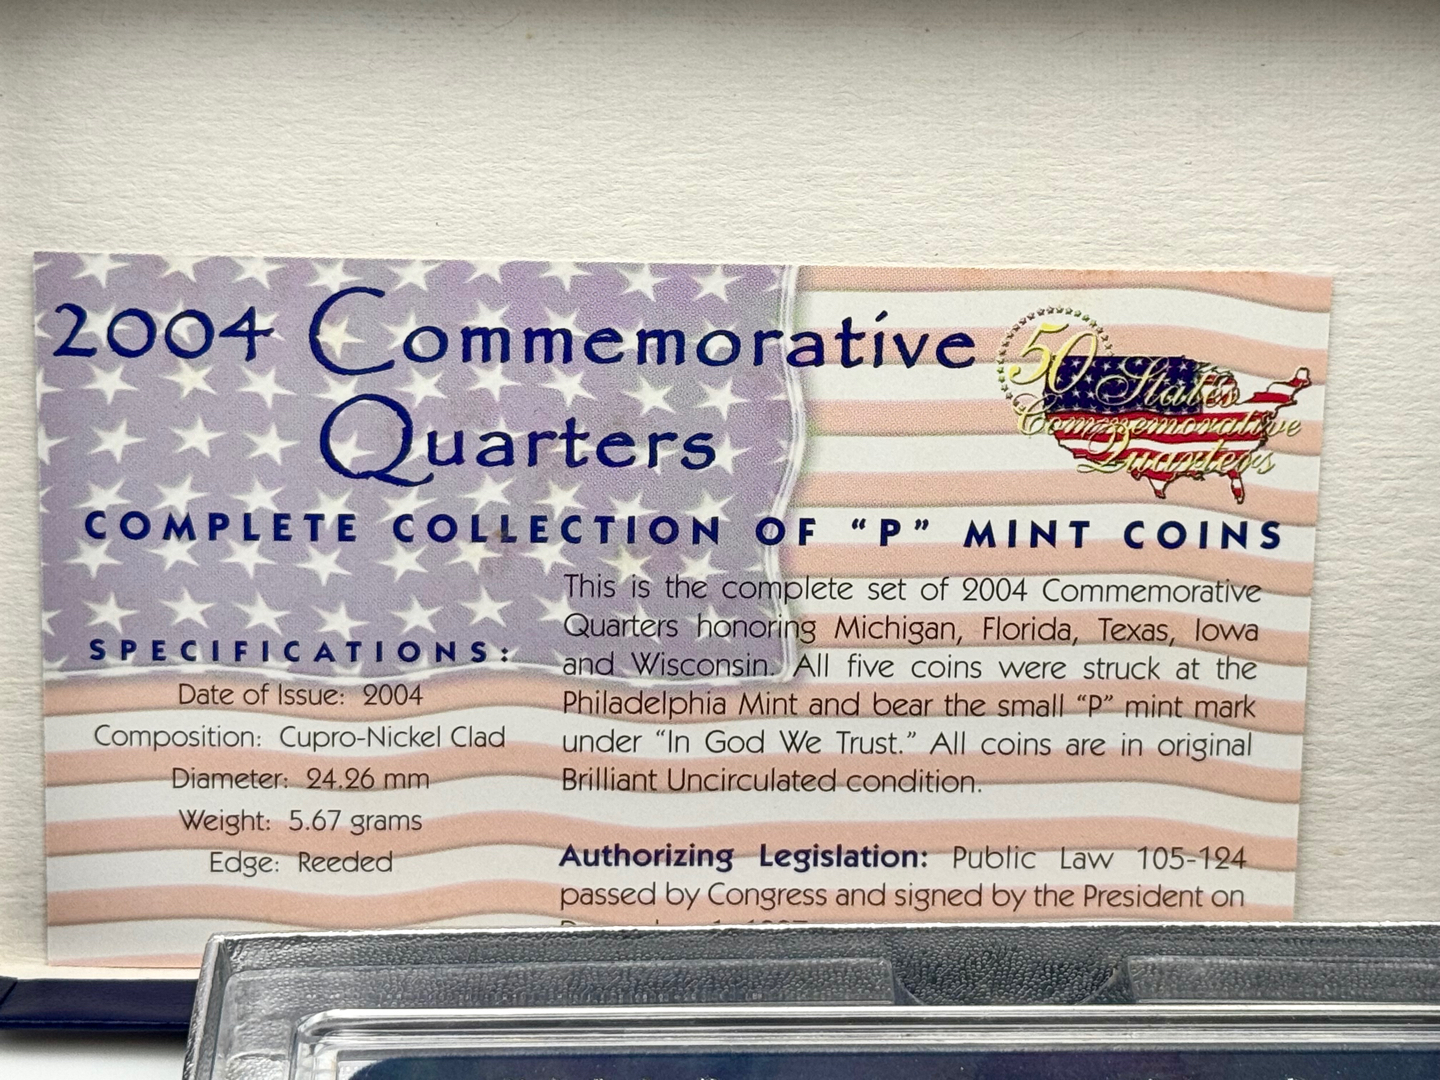 2004 Commemorative
Quarters
50 States
Commemorative
Quarters
COMPLETE COLLECTION OF “P” MINT COINS
SPECIFICATIONS:
Date of Issue: 2004
Composition: Cupro-Nickel Clad
Diameter: 24.26 mm
Weight: 5.67 grams
Edge: Reeded
This is the complete set of 2004 Commemorative
Quarters honoring Michigan, Florida, Texas, Iowa
and Wisconsin. All five coins were struck at the
Philadelphia Mint and bear the small “P” mint mark
under “In God We Trust.” All coins are in original
Brilliant Uncirculated condition.
Authorizing Legislation: Public Law 105-124
passed by Congress and signed by the President on